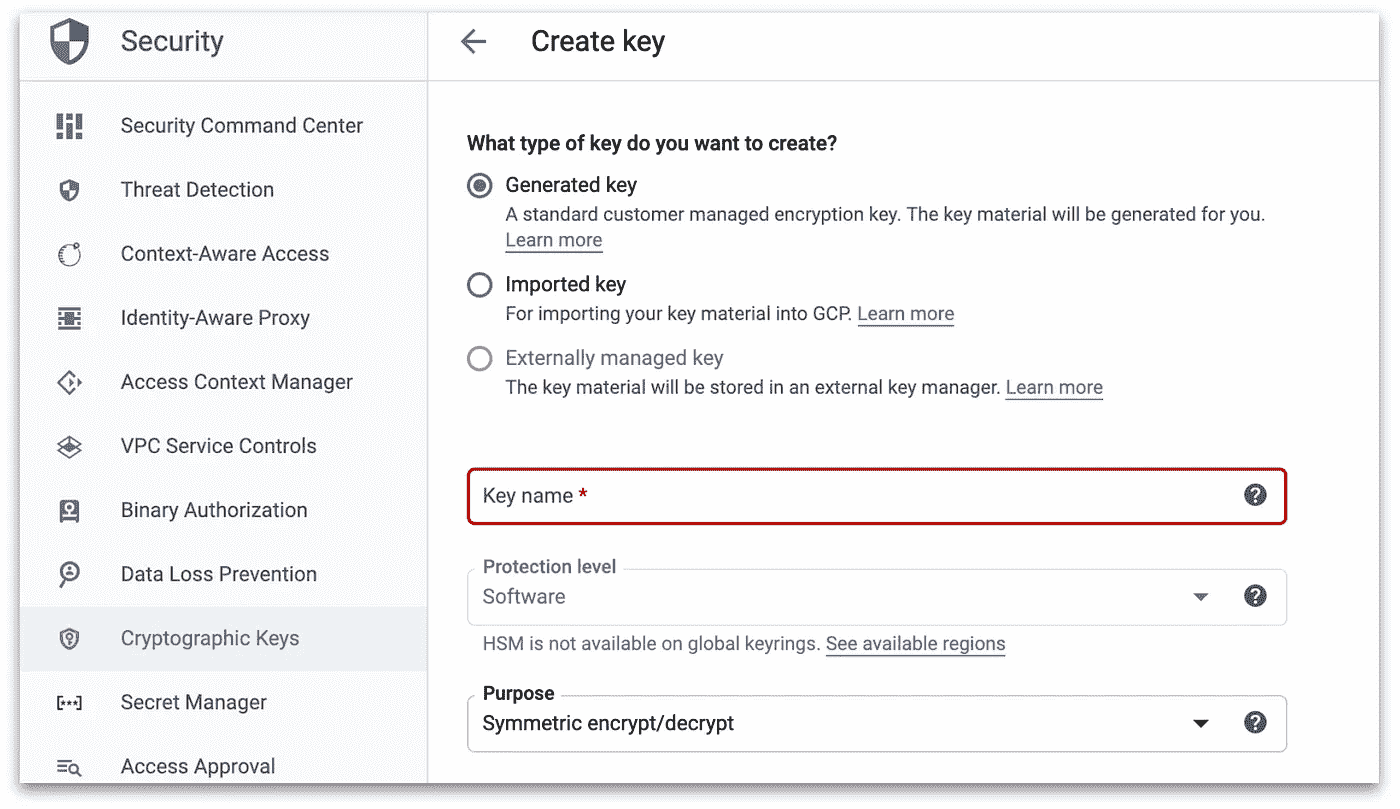 Security
Security Command Center
Threat Detection
Context-Aware Access
Identity-Aware Proxy
Access Context Manager
VPC Service Controls
Binary Authorization
Data Loss Prevention
Cryptographic Keys
Secret Manager
Access Approval
Create key
What type of key do you want to create?
Generated key
A standard customer managed encryption key. The key material will be generated for you.
Learn more
Imported key
For importing your key material into GCP. Learn more
Externally managed key
The key material will be stored in an external key manager. Learn more
Key name *
Protection level
Software
HSM is not available on global keyrings. See available regions
Purpose
Symmetric encrypt/decrypt